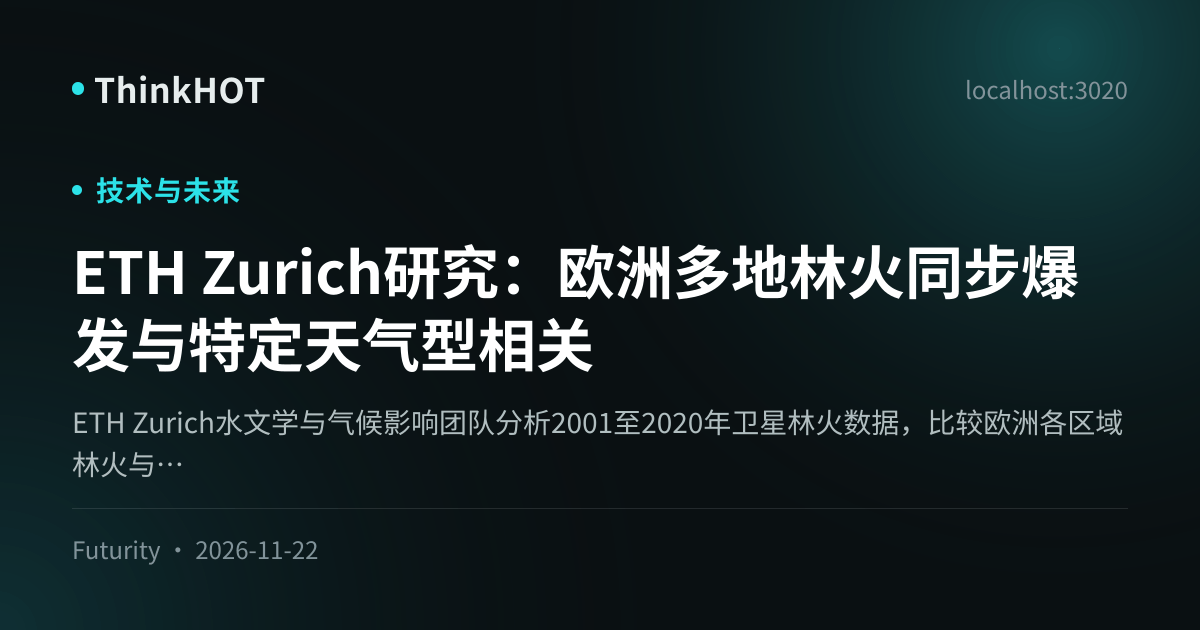 ThinkHOT
localhost:3020
技术与未来
ETH Zurich研究：欧洲多地林火同步爆
发与特定天气型相关
ETH Zurich水文学与气候影响团队分析2001至2020年卫星林火数据，比较欧洲各区域
林火与…
Futurity · 2026-11-22